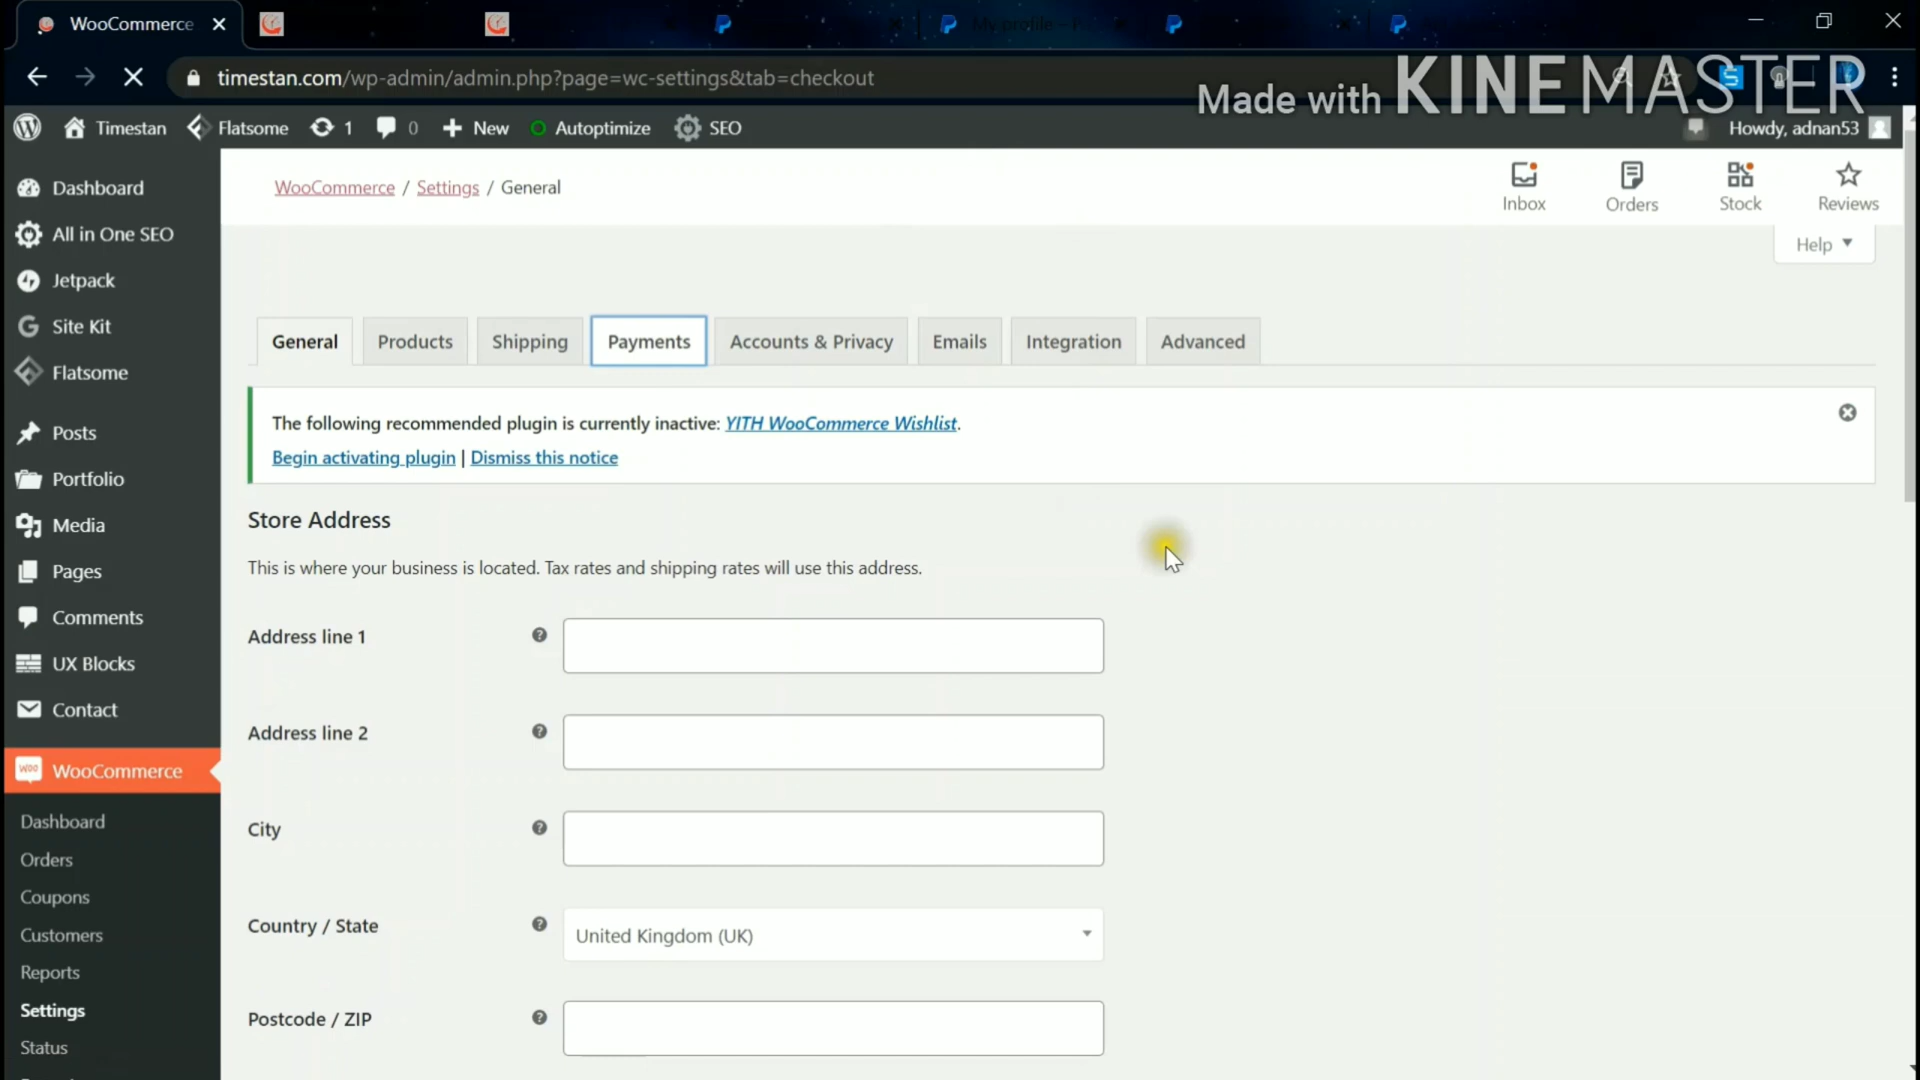 WooCommerce
timestan.com/wp-admin/admin.php?page=wc-settings&tab=checkout
Made with KINEMASTER
Timestan Flatsome 1 0 New Autoptimize SEO Howdy, adnan53
WooCommerce / Settings / General
Inbox Orders Stock Reviews
Help
Dashboard
All in One SEO
Jetpack
Site Kit
Flatsome
Posts
Portfolio
Media
Pages
Comments
UX Blocks
Contact
WooCommerce
Dashboard
Orders
Coupons
Customers
Reports
Settings
Status
General Products Shipping Payments Accounts & Privacy Emails Integration Advanced
The following recommended plugin is currently inactive: YITH WooCommerce Wishlist.
Begin activating plugin | Dismiss this notice
Store Address
This is where your business is located. Tax rates and shipping rates will use this address.
Address line 1
Address line 2
City
Country / State
United Kingdom (UK)
Postcode / ZIP